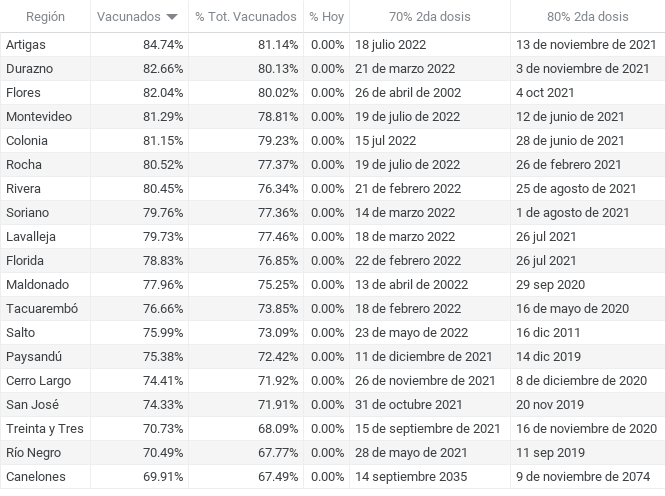 Región Vacunados % Tot. Vacunados % Hoy 70% 2da dosis 80% 2da dosis
Artigas 84.74% 81.14% 0.00% 18 julio 2022 13 de noviembre de 2021
Durazno 82.66% 80.13% 0.00% 21 de marzo 2022 3 de noviembre de 2021
Flores 82.04% 80.02% 0.00% 26 de abril de 2002 4 oct 2021
Montevideo 81.29% 78.81% 0.00% 19 de julio de 2022 12 de junio de 2021
Colonia 81.15% 79.23% 0.00% 15 jul 2022 28 de junio de 2021
Rocha 80.52% 77.37% 0.00% 19 de julio de 2022 26 de febrero 2021
Rivera 80.45% 76.34% 0.00% 21 de febrero 2022 25 de agosto de 2021
Soriano 79.76% 77.36% 0.00% 14 de marzo 2022 1 de agosto de 2021
Lavalleja 79.73% 77.46% 0.00% 18 de marzo 2022 26 jul 2021
Florida 78.83% 76.85% 0.00% 22 de febrero 2022 26 jul 2021
Maldonado 77.96% 75.25% 0.00% 13 de abril de 20022 29 sep 2020
Tacuarembó 76.66% 73.85% 0.00% 18 de febrero 2022 16 de mayo de 2020
Salto 75.99% 73.09% 0.00% 23 de mayo de 2022 16 dic 2011
Paysandú 75.38% 72.42% 0.00% 11 de diciembre de 2021 14 dic 2019
Cerro Largo 74.41% 71.92% 0.00% 26 de noviembre de 2021 8 de diciembre de 2020
San José 74.33% 71.91% 0.00% 31 de octubre 2021 20 nov 2019
Treinta y Tres 70.73% 68.09% 0.00% 15 de septiembre de 2021 16 de noviembre de 2020
Río Negro 70.49% 67.77% 0.00% 28 de mayo de 2021 11 sep 2019
Canelones 69.91% 67.49% 0.00% 14 septiembre 2035 9 de noviembre de 2074